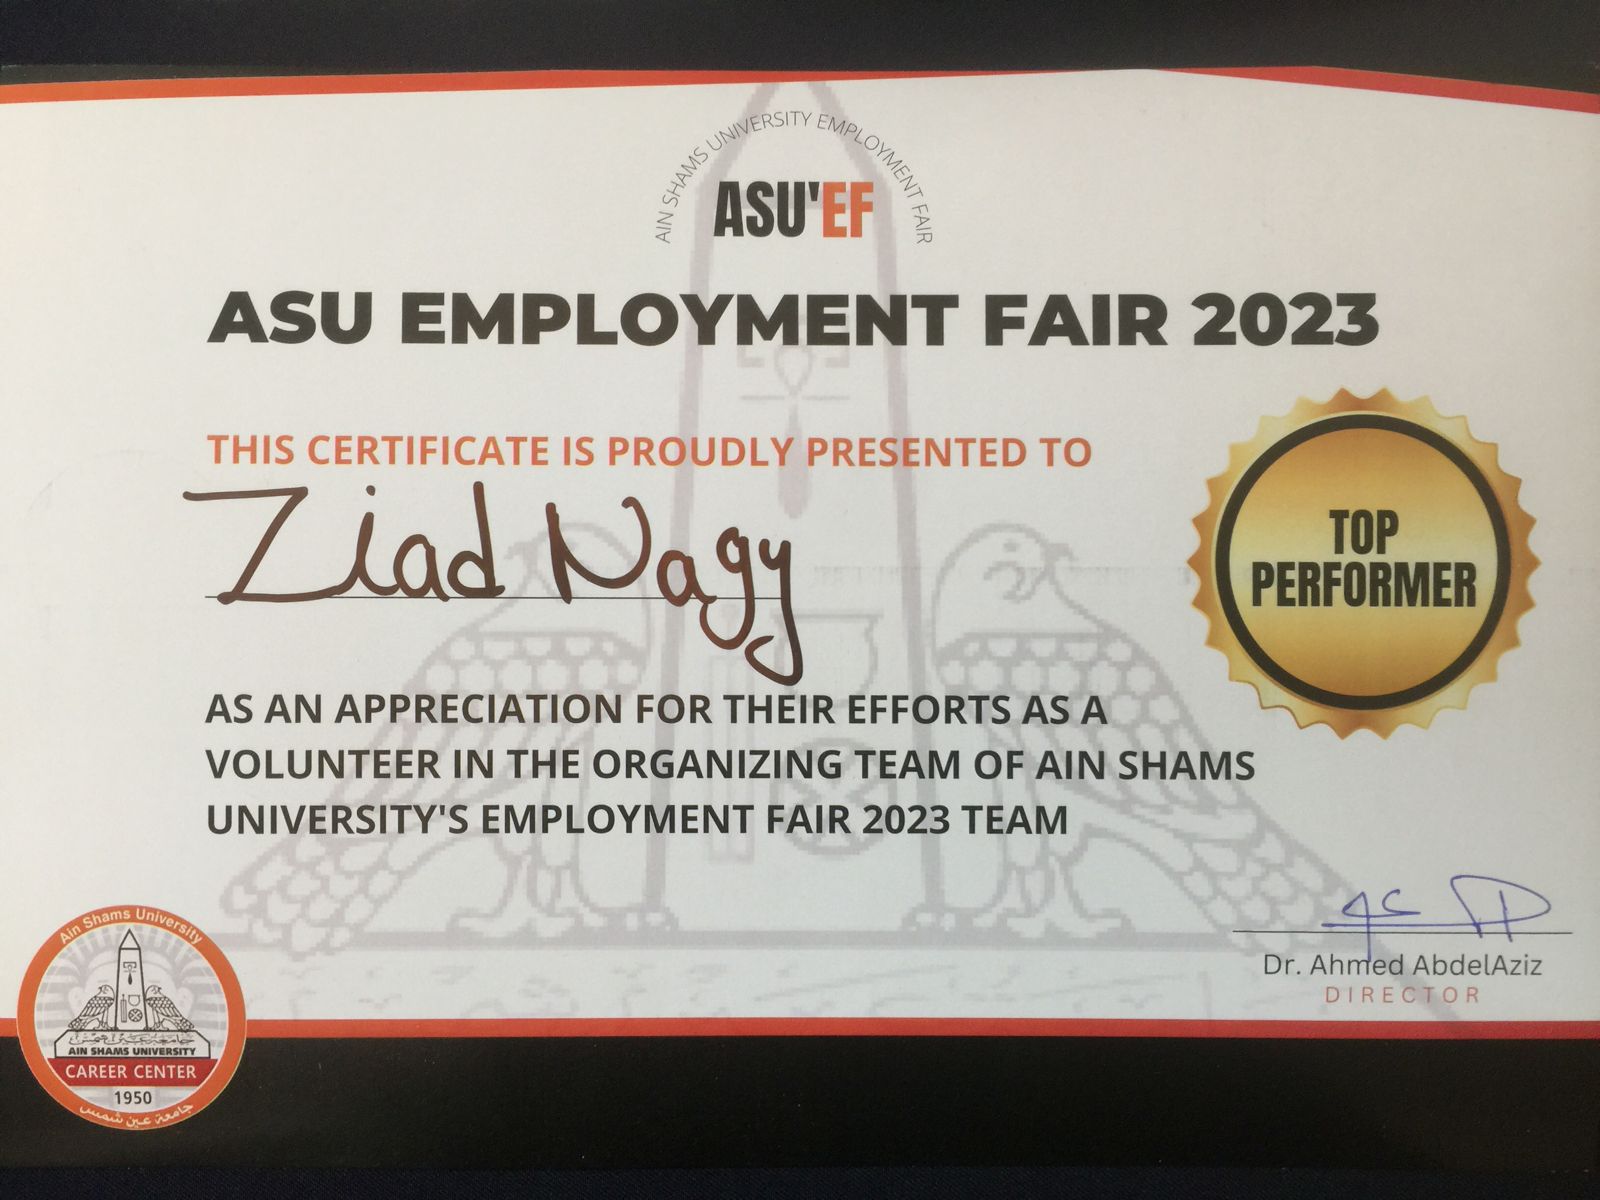 AIN SHAMS UNIVERSITY EMPLOYMENT FAIR
ASU'EF
ASU EMPLOYMENT FAIR 2023
THIS CERTIFICATE IS PROUDLY PRESENTED TO
Ziad Nagy
TOP
PERFORMER
AS AN APPRECIATION FOR THEIR EFFORTS AS A
VOLUNTEER IN THE ORGANIZING TEAM OF AIN SHAMS
UNIVERSITY'S EMPLOYMENT FAIR 2023 TEAM
Dr. Ahmed AbdelAziz
DIRECTOR
Ain Shams University
جامعة عين شمس
AIN SHAMS UNIVERSITY
CAREER CENTER
1950
جامعة عين شمس